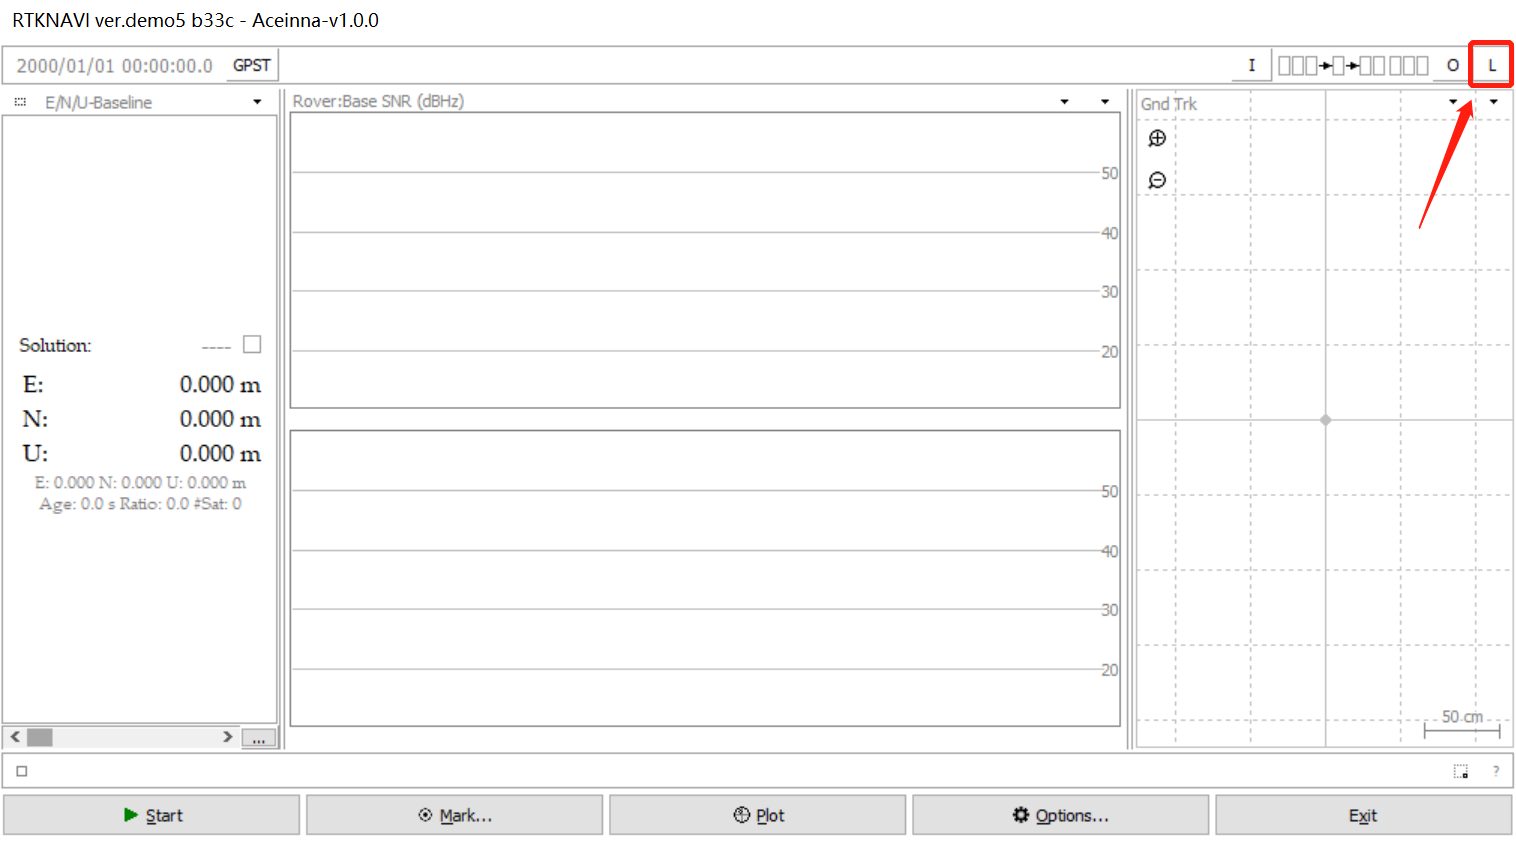 RTKNAVI ver.demo5 b33c - Aceinna-v1.0.0
2000/01/01 00:00:00.0 GPST I O L
E/N/U-Baseline Rover:Base SNR (dBHz) Gnd Trk
50
40
30
20
Solution: ----
E: 0.000 m
N: 0.000 m
U: 0.000 m
E: 0.000 N: 0.000 U: 0.000 m
Age: 0.0 s Ratio: 0.0 #Sat: 0
50
40
30
20
50 cm
...
?
Start Mark... Plot Options... Exit